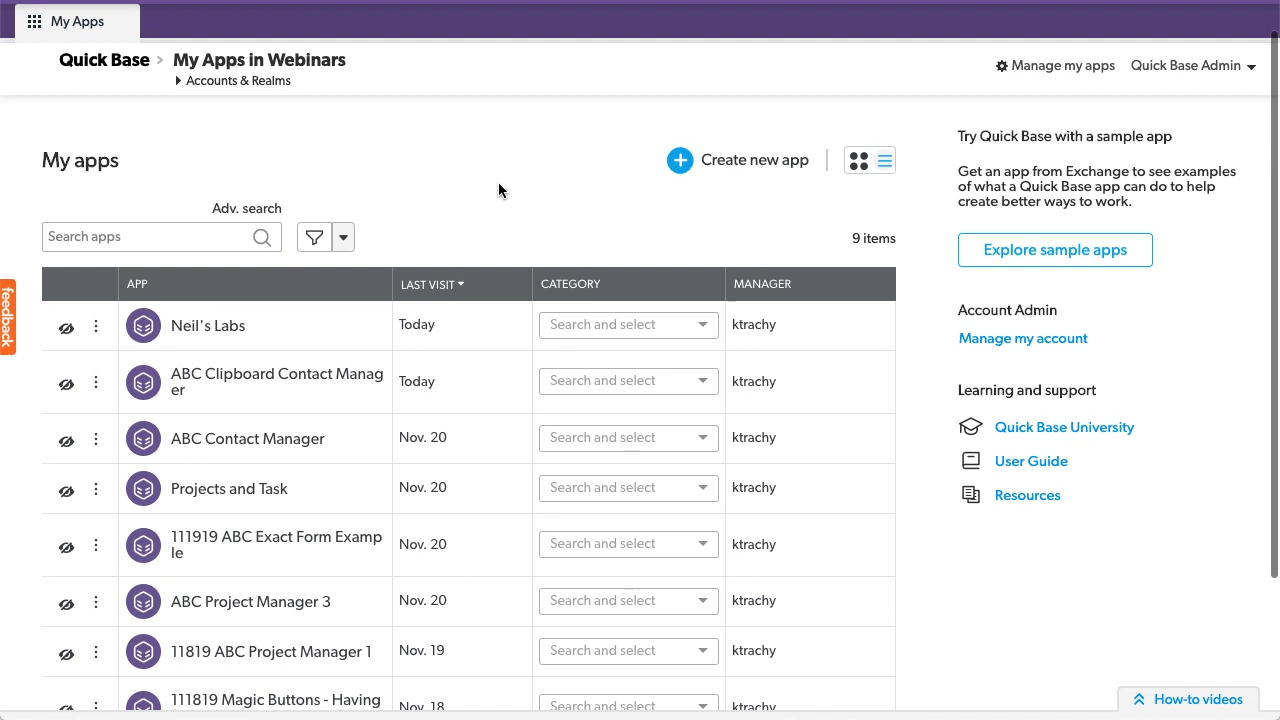 My Apps
Quick Base > My Apps in Webinars
Accounts & Realms
Manage my apps
Quick Base Admin
My apps
Create new app
Adv. search
Search apps
9 items
APP LAST VISIT CATEGORY MANAGER
Neil's Labs Today Search and select ktrachy
ABC Clipboard Contact Manag
er
Today Search and select ktrachy
ABC Contact Manager Nov. 20 Search and select ktrachy
Projects and Task Nov. 20 Search and select ktrachy
111919 ABC Exact Form Examp
le
Nov. 20 Search and select ktrachy
ABC Project Manager 3 Nov. 20 Search and select ktrachy
11819 ABC Project Manager 1 Nov. 19 Search and select ktrachy
111819 Magic Buttons - Having
Nov. 18 Search and select ktrachy
Try Quick Base with a sample app
Get an app from Exchange to see examples
of what a Quick Base app can do to help
create better ways to work.
Explore sample apps
Account Admin
Manage my account
Learning and support
Quick Base University
User Guide
Resources
How-to videos
feedback